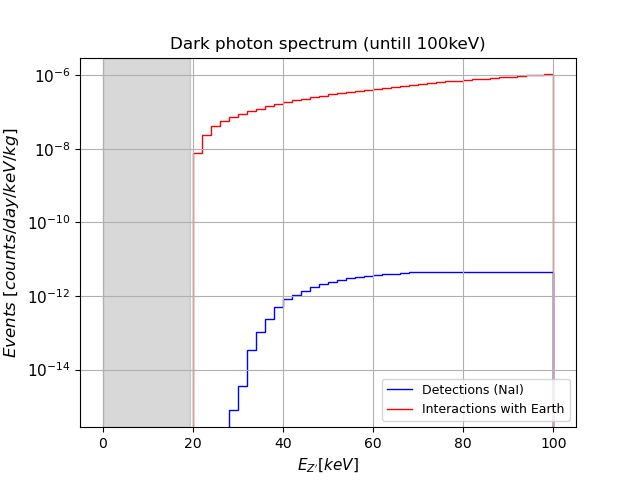 Dark photon spectrum (untill 100keV)
Events [counts/day/keV/kg]
10⁻⁶
10⁻⁸
10⁻¹⁰
10⁻¹²
10⁻¹⁴
Detections (NaI)
Interactions with Earth
0 20 40 60 80 100
E_{Z'}[keV]